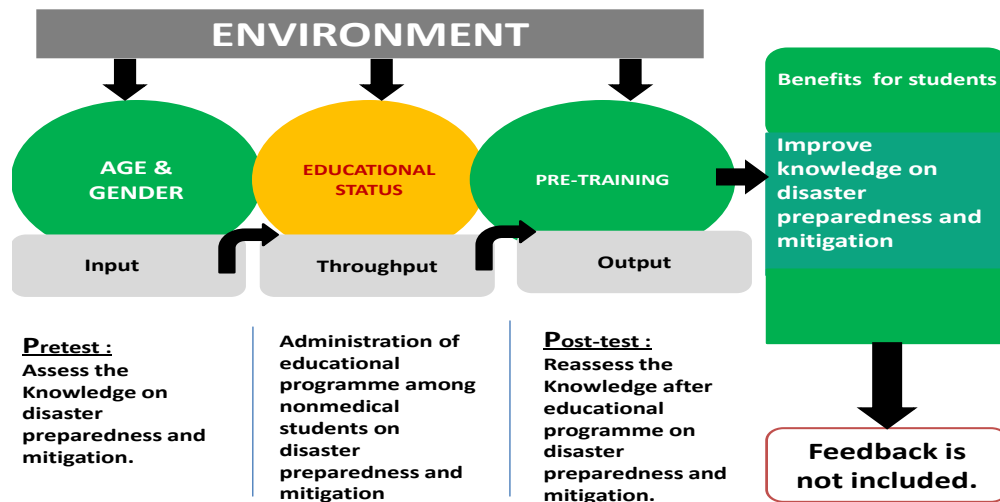 ENVIRONMENT
AGE &
GENDER
EDUCATIONAL
STATUS
PRE-TRAINING
Input
Throughput
Output
Benefits for students
Improve
knowledge on
disaster
preparedness and
mitigation
Pretest :
Assess the
Knowledge on
disaster
preparedness and
mitigation.
Administration of
educational
programme among
nonmedical
students on
disaster
preparedness and
mitigation
Post-test :
Reassess the
Knowledge after
educational
programme on
disaster
preparedness and
mitigation.
Feedback is
not included.